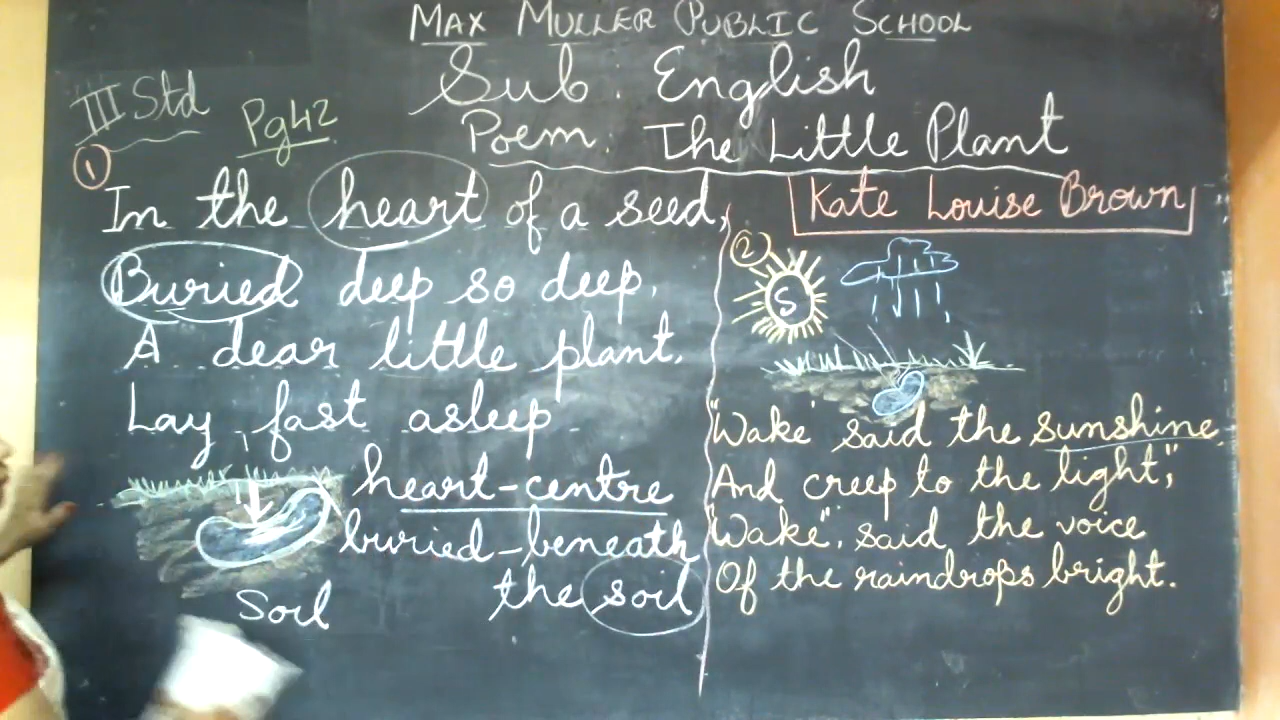 MAX MULLER PUBLIC SCHOOL
Sub. English
III Std
Pg 42
Poem. The Little Plant
Kate Louise Brown
1
In the heart of a seed,
Buried deep so deep,
A dear little plant,
Lay fast asleep
heart-centre
buried-beneath
the soil
Soil
2
S
"Wake" said the sunshine,
And creep to the light,"
"Wake", said the voice
Of the raindrops bright.